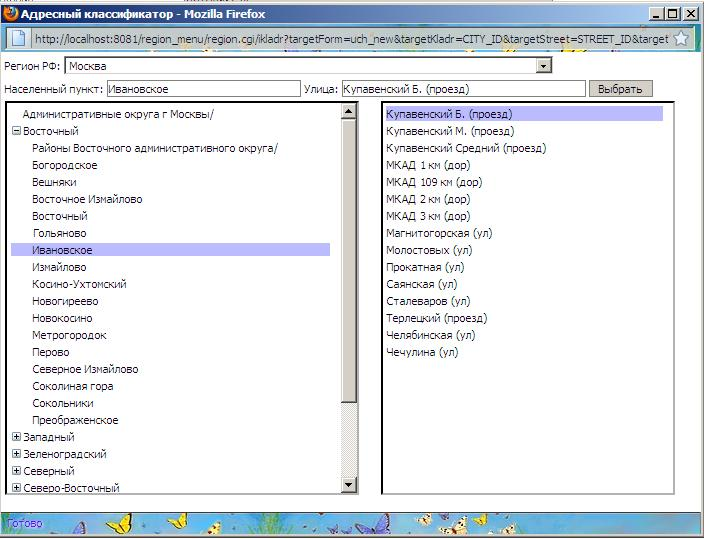 Адресный классификатор - Mozilla Firefox
http://localhost:8081/region_menu/region.cgi/ikladr?targetForm=uch_new&targetKladr=CITY_ID&targetStreet=STREET_ID&target
Регион РФ: Москва
Населенный пункт: Ивановское Улица: Купавенский Б. (проезд) Выбрать
Административные округа г Москвы/
Восточный
Районы Восточного административного округа/
Богородское
Вешняки
Восточное Измайлово
Восточный
Гольяново
Ивановское
Измайлово
Косино-Ухтомский
Новогиреево
Новокосино
Метрогородок
Перово
Северное Измайлово
Соколиная гора
Сокольники
Преображенское
Западный
Зеленоградский
Северный
Северо-Восточный
Купавенский Б. (проезд)
Купавенский М. (проезд)
Купавенский Средний (проезд)
МКАД 1 км (дор)
МКАД 109 км (дор)
МКАД 2 км (дор)
МКАД 3 км (дор)
Магнитогорская (ул)
Молостовых (ул)
Прокатная (ул)
Саянская (ул)
Сталеваров (ул)
Терлецкий (проезд)
Челябинская (ул)
Чечулина (ул)
Готово